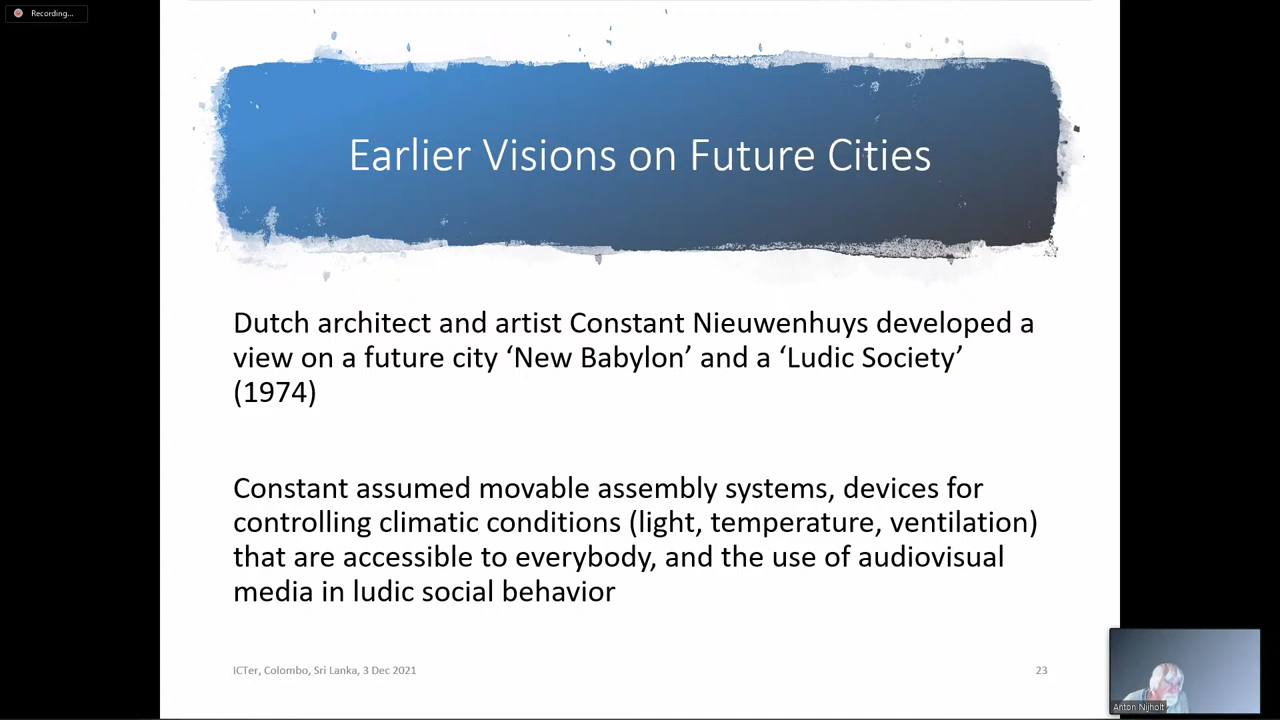 Recording...
Earlier Visions on Future Cities
Dutch architect and artist Constant Nieuwenhuys developed a
view on a future city ‘New Babylon’ and a ‘Ludic Society’
(1974)
Constant assumed movable assembly systems, devices for
controlling climatic conditions (light, temperature, ventilation)
that are accessible to everybody, and the use of audiovisual
media in ludic social behavior
ICTer, Colombo, Sri Lanka, 3 Dec 2021
23
Anton Nijholt